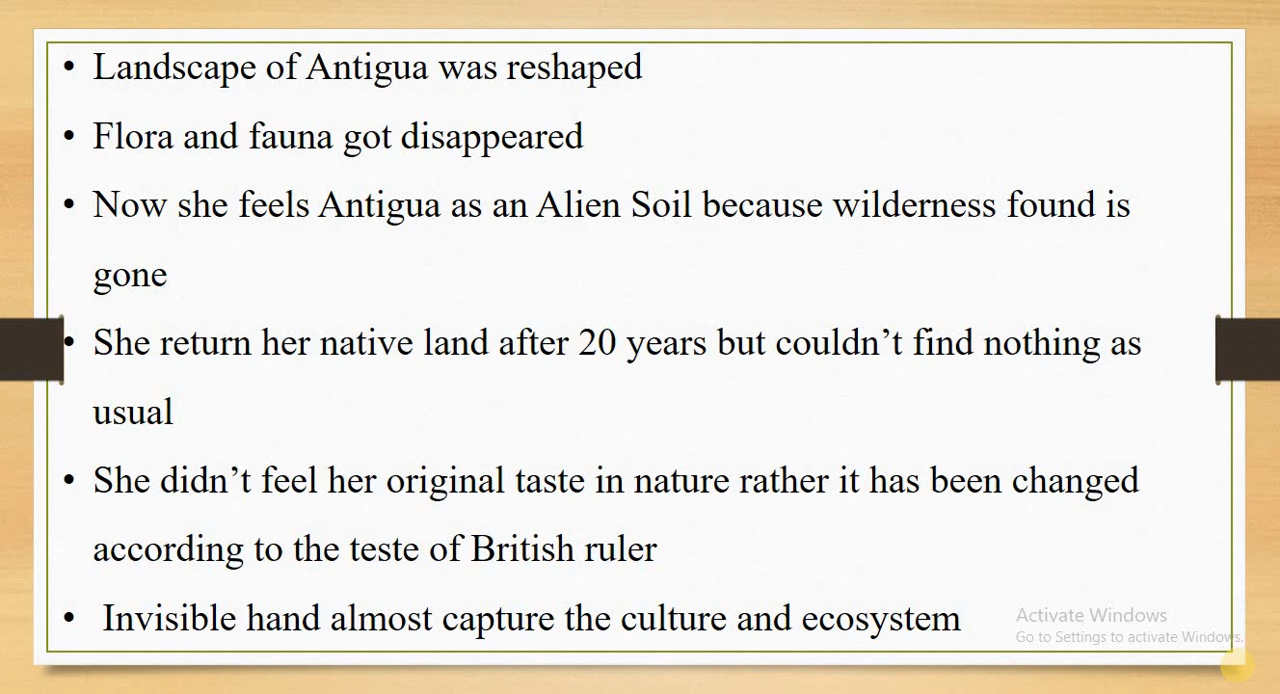 • Landscape of Antigua was reshaped
• Flora and fauna got disappeared
• Now she feels Antigua as an Alien Soil because wilderness found is
gone
• She return her native land after 20 years but couldn’t find nothing as
usual
• She didn’t feel her original taste in nature rather it has been changed
according to the teste of British ruler
• Invisible hand almost capture the culture and ecosystem
Activate Windows
Go to Settings to activate Windows.